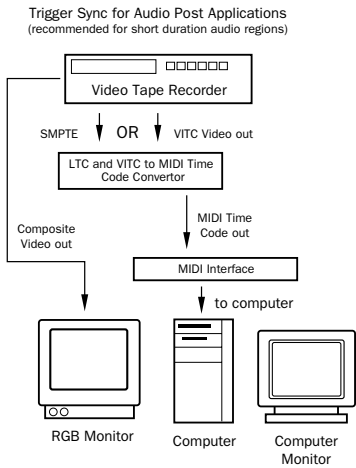 Trigger Sync for Audio Post Applications
(recommended for short duration audio regions)
Video Tape Recorder
SMPTE
OR
VITC Video out
LTC and VITC to MIDI Time
Code Convertor
Composite
Video out
MIDI Time
Code out
MIDI Interface
to computer
RGB Monitor
Computer
Computer
Monitor